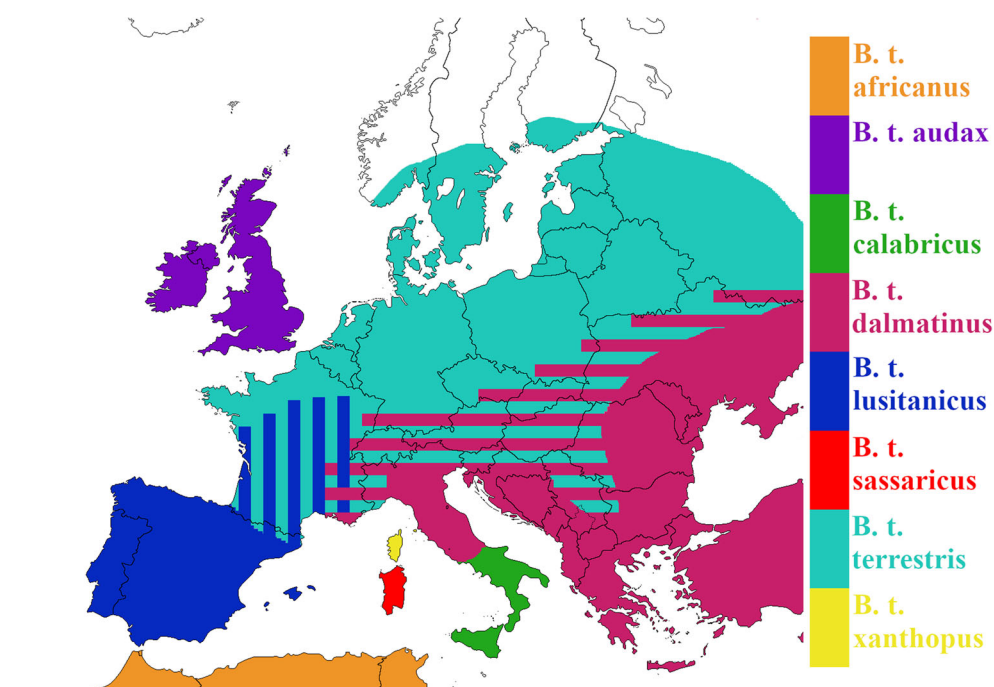 B. t.
africanus
B. t. audax
B. t.
calabricus
B. t.
dalmatinus
B. t.
lusitanicus
B. t.
sassaricus
B. t.
terrestris
B. t.
xanthopus